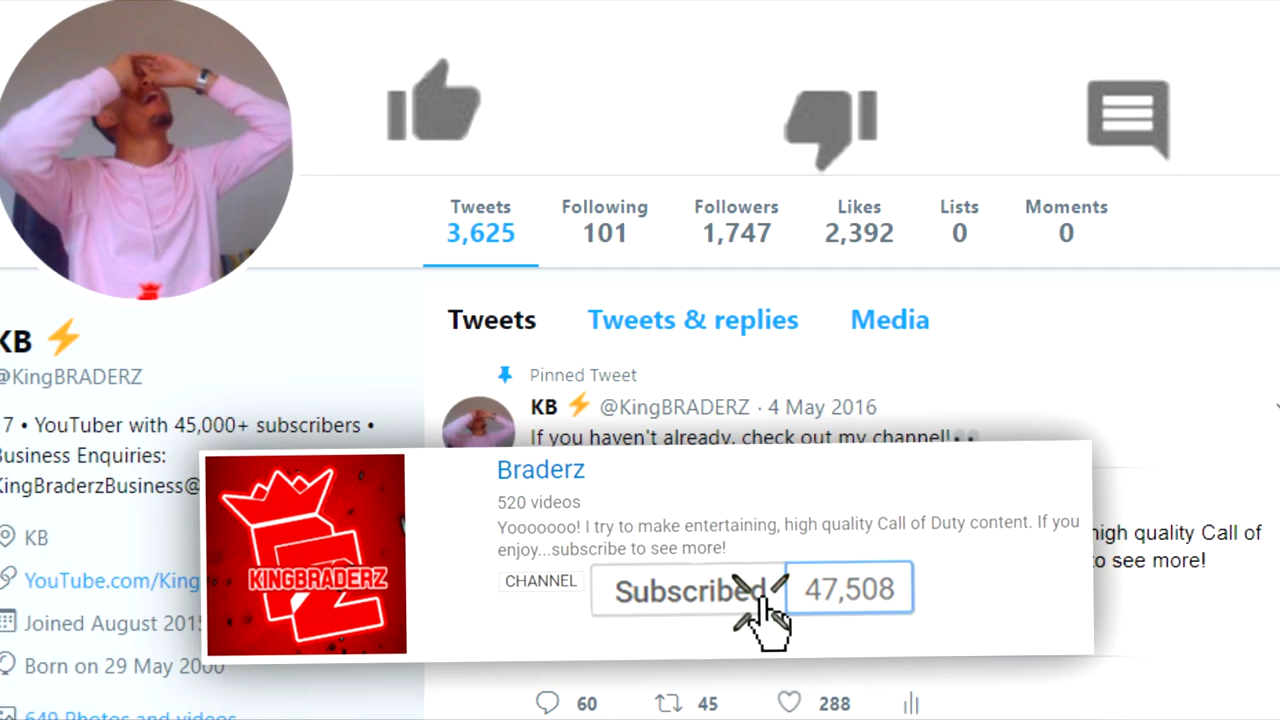 Tweets Following Followers Likes Lists Moments
3,625 101 1,747 2,392 0 0
KB ⚡
@KingBRADERZ
7 • YouTuber with 45,000+ subscribers •
Business Enquiries:
KingBraderzBusiness@
KB
YouTube.com/King
Joined August 2015
Born on 29 May 2000
649 Photos and videos
Tweets Tweets & replies Media
Pinned Tweet
KB ⚡ @KingBRADERZ · 4 May 2016
If you haven't already, check out my channel!👀
high quality Call of
to see more!
KINGBRADERZ
Braderz
520 videos
Yooooooo! I try to make entertaining, high quality Call of Duty content. If you
enjoy...subscribe to see more!
CHANNEL Subscribed 47,508
60 45 288